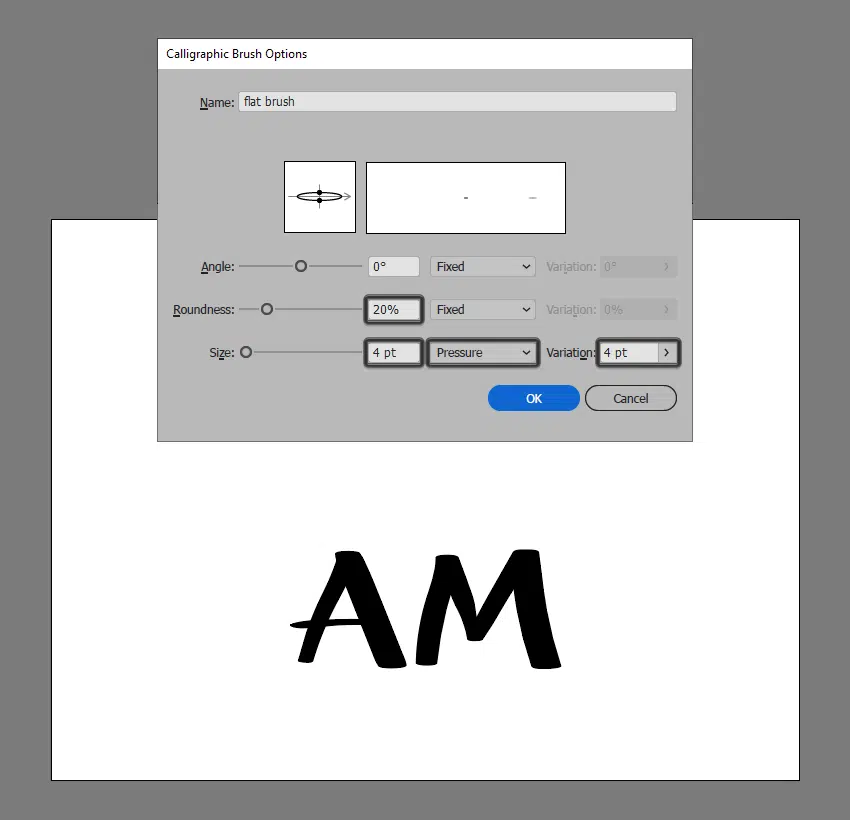 Calligraphic Brush Options
Name: flat brush
Angle: 0° Fixed Variation: 0°
Roundness: 20% Fixed Variation: 0%
Size: 4 pt Pressure Variation: 4 pt
OK Cancel
AM